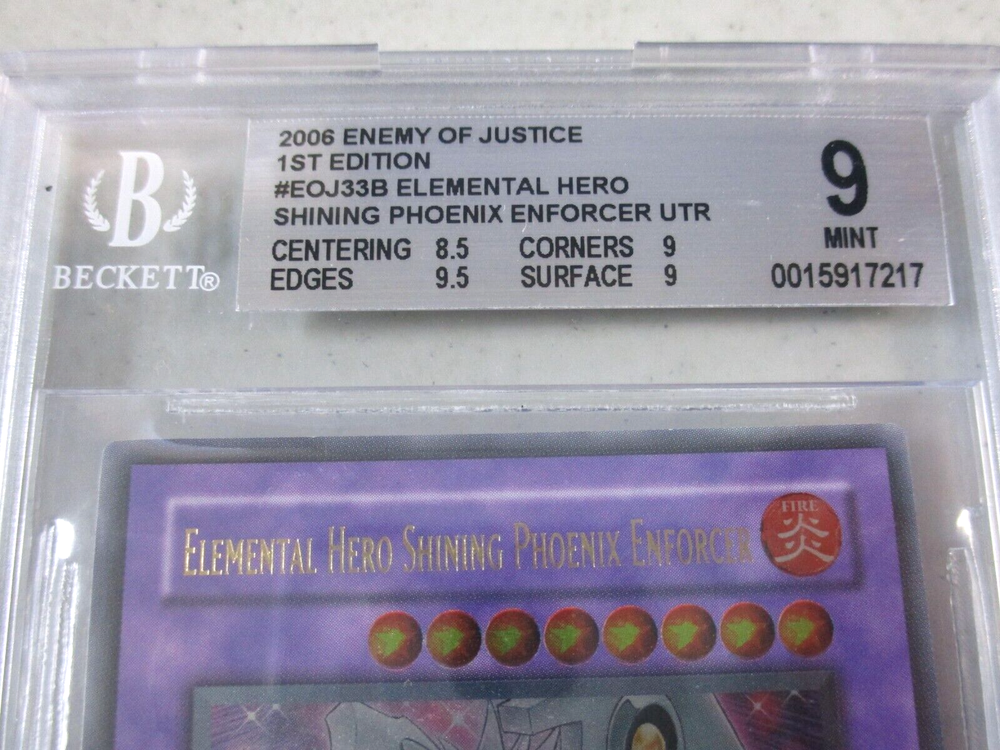 B
BECKETT®
2006 ENEMY OF JUSTICE
1ST EDITION
#EOJ33B ELEMENTAL HERO
SHINING PHOENIX ENFORCER UTR
CENTERING 8.5 CORNERS 9
EDGES 9.5 SURFACE 9
9
MINT
0015917217
ELEMENTAL HERO SHINING PHOENIX ENFORCER
FIRE
炎